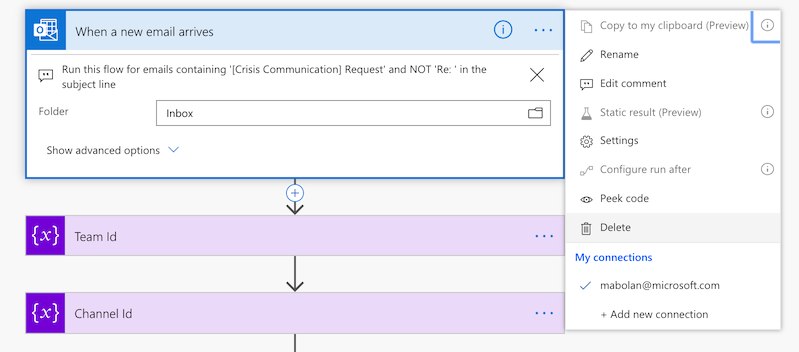 When a new email arrives
Run this flow for emails containing '[Crisis Communication] Request' and NOT 'Re: ' in the
subject line
Folder
Inbox
Show advanced options
{x} Team Id
{x} Channel Id
Copy to my clipboard (Preview)
Rename
Edit comment
Static result (Preview)
Settings
Configure run after
Peek code
Delete
My connections
mabolan@microsoft.com
+ Add new connection